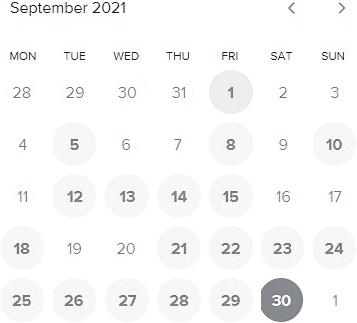 September 2021
MON TUE WED THU FRI SAT SUN
28 29 30 31 1 2 3
4 5 6 7 8 9 10
11 12 13 14 15 16 17
18 19 20 21 22 23 24
25 26 27 28 29 30 1